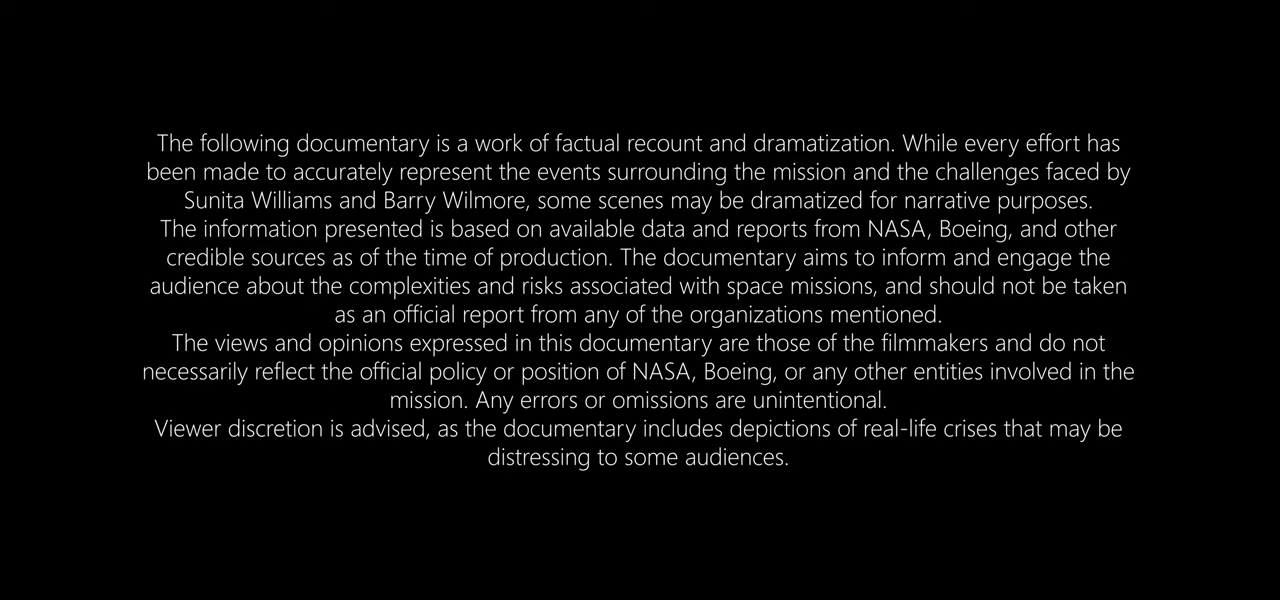 The following documentary is a work of factual recount and dramatization. While every effort has
been made to accurately represent the events surrounding the mission and the challenges faced by
Sunita Williams and Barry Wilmore, some scenes may be dramatized for narrative purposes.
The information presented is based on available data and reports from NASA, Boeing, and other
credible sources as of the time of production. The documentary aims to inform and engage the
audience about the complexities and risks associated with space missions, and should not be taken
as an official report from any of the organizations mentioned.
The views and opinions expressed in this documentary are those of the filmmakers and do not
necessarily reflect the official policy or position of NASA, Boeing, or any other entities involved in the
mission. Any errors or omissions are unintentional.
Viewer discretion is advised, as the documentary includes depictions of real-life crises that may be
distressing to some audiences.